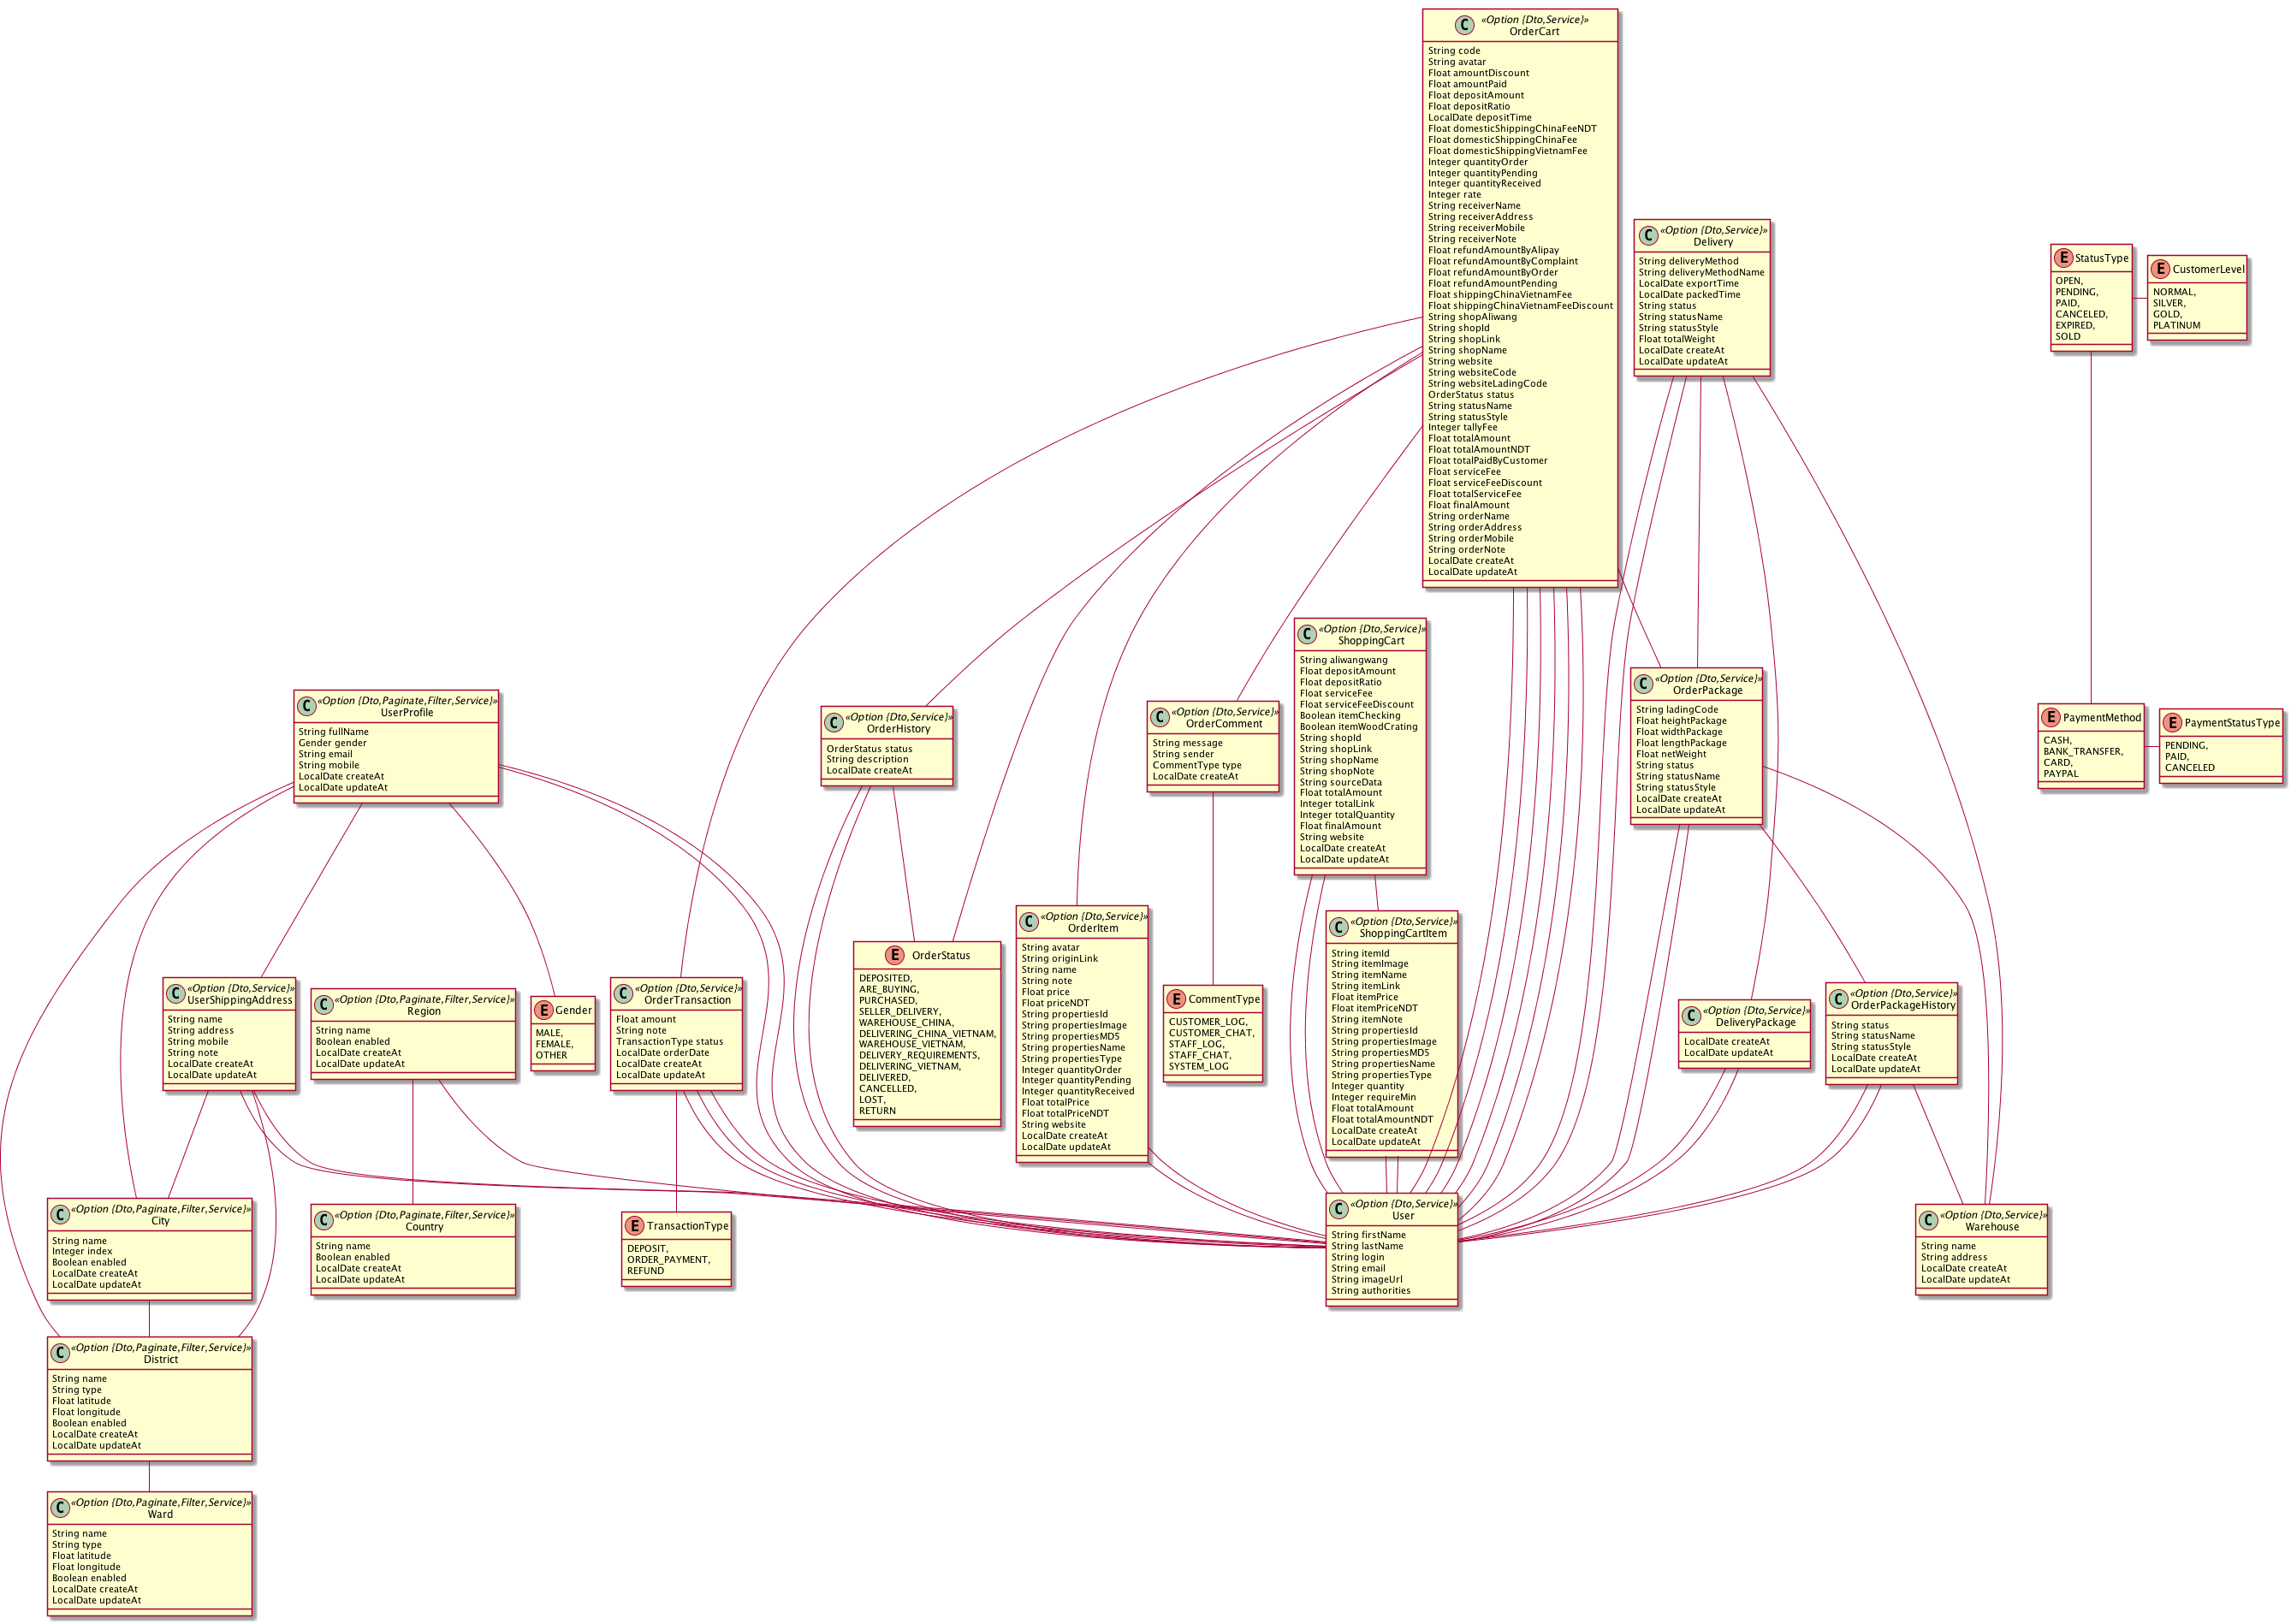 C «Option {Dto,Service}»
OrderCart
String code
String avatar
Float amountDiscount
Float amountPaid
Float depositAmount
Float depositRatio
LocalDate depositTime
Float domesticShippingChinaFeeNDT
Float domesticShippingChinaFee
Float domesticShippingVietnamFee
Integer quantityOrder
Integer quantityPending
Integer quantityReceived
Integer rate
String receiverName
String receiverAddress
String receiverMobile
String receiverNote
Float refundAmountByAlipay
Float refundAmountByComplaint
Float refundAmountByOrder
Float refundAmountPending
Float shippingChinaVietnamFee
Float shippingChinaVietnamFeeDiscount
String shopAliwang
String shopId
String shopLink
String shopName
String website
String websiteCode
String websiteLadingCode
OrderStatus status
String statusName
String statusStyle
Integer tallyFee
Float totalAmount
Float totalAmountNDT
Float totalPaidByCustomer
Float serviceFee
Float serviceFeeDiscount
Float totalServiceFee
Float finalAmount
String orderName
String orderAddress
String orderMobile
String orderNote
LocalDate createAt
LocalDate updateAt
C «Option {Dto,Service}»
Delivery
String deliveryMethod
String deliveryMethodName
LocalDate exportTime
LocalDate packedTime
String status
String statusName
String statusStyle
Float totalWeight
LocalDate createAt
LocalDate updateAt
E StatusType
OPEN,
PENDING,
PAID,
CANCELED,
EXPIRED,
SOLD
E CustomerLevel
NORMAL,
SILVER,
GOLD,
PLATINUM
C «Option {Dto,Paginate,Filter,Service}»
UserProfile
String fullName
Gender gender
String email
String mobile
LocalDate createAt
LocalDate updateAt
C «Option {Dto,Service}»
OrderHistory
OrderStatus status
String description
LocalDate createAt
C «Option {Dto,Service}»
OrderComment
String message
String sender
CommentType type
LocalDate createAt
C «Option {Dto,Service}»
ShoppingCart
String aliwangwang
Float depositAmount
Float depositRatio
Float serviceFee
Float serviceFeeDiscount
Boolean itemChecking
Boolean itemWoodCrating
String shopId
String shopLink
String shopName
String shopNote
String sourceData
Float totalAmount
Integer totalLink
Integer totalQuantity
Float finalAmount
String website
LocalDate createAt
LocalDate updateAt
C «Option {Dto,Service}»
OrderPackage
String ladingCode
Float heightPackage
Float widthPackage
Float lengthPackage
Float netWeight
String status
String statusName
String statusStyle
LocalDate createAt
LocalDate updateAt
E PaymentMethod
CASH,
BANK_TRANSFER,
CARD,
PAYPAL
E PaymentStatusType
PENDING,
PAID,
CANCELED
C «Option {Dto,Service}»
UserShippingAddress
String name
String address
String mobile
String note
LocalDate createAt
LocalDate updateAt
C «Option {Dto,Paginate,Filter,Service}»
Region
String name
Boolean enabled
LocalDate createAt
LocalDate updateAt
E Gender
MALE,
FEMALE,
OTHER
C «Option {Dto,Service}»
OrderTransaction
Float amount
String note
TransactionType status
LocalDate orderDate
LocalDate createAt
LocalDate updateAt
E OrderStatus
DEPOSITED,
ARE_BUYING,
PURCHASED,
SELLER_DELIVERY,
WAREHOUSE_CHINA,
DELIVERING_CHINA_VIETNAM,
WAREHOUSE_VIETNAM,
DELIVERY_REQUIREMENTS,
DELIVERING_VIETNAM,
DELIVERED,
CANCELLED,
LOST,
RETURN
C «Option {Dto,Service}»
OrderItem
String avatar
String originLink
String name
String note
Float price
Float priceNDT
String propertiesId
String propertiesImage
String propertiesMD5
String propertiesName
String propertiesType
Integer quantityOrder
Integer quantityPending
Integer quantityReceived
Float totalPrice
Float totalPriceNDT
String website
LocalDate createAt
LocalDate updateAt
E CommentType
CUSTOMER_LOG,
CUSTOMER_CHAT,
STAFF_LOG,
STAFF_CHAT,
SYSTEM_LOG
C «Option {Dto,Service}»
ShoppingCartItem
String itemId
String itemImage
String itemName
String itemLink
Float itemPrice
Float itemPriceNDT
String itemNote
String propertiesId
String propertiesImage
String propertiesMD5
String propertiesName
String propertiesType
Integer quantity
Integer requireMin
Float totalAmount
Float totalAmountNDT
LocalDate createAt
LocalDate updateAt
C «Option {Dto,Service}»
DeliveryPackage
LocalDate createAt
LocalDate updateAt
C «Option {Dto,Service}»
OrderPackageHistory
String status
String statusName
String statusStyle
LocalDate createAt
LocalDate updateAt
C «Option {Dto,Paginate,Filter,Service}»
City
String name
Integer index
Boolean enabled
LocalDate createAt
LocalDate updateAt
C «Option {Dto,Paginate,Filter,Service}»
Country
String name
Boolean enabled
LocalDate createAt
LocalDate updateAt
E TransactionType
DEPOSIT,
ORDER_PAYMENT,
REFUND
C «Option {Dto,Service}»
User
String firstName
String lastName
String login
String email
String imageUrl
String authorities
C «Option {Dto,Service}»
Warehouse
String name
String address
LocalDate createAt
LocalDate updateAt
C «Option {Dto,Paginate,Filter,Service}»
District
String name
String type
Float latitude
Float longitude
Boolean enabled
LocalDate createAt
LocalDate updateAt
C «Option {Dto,Paginate,Filter,Service}»
Ward
String name
String type
Float latitude
Float longitude
Boolean enabled
LocalDate createAt
LocalDate updateAt